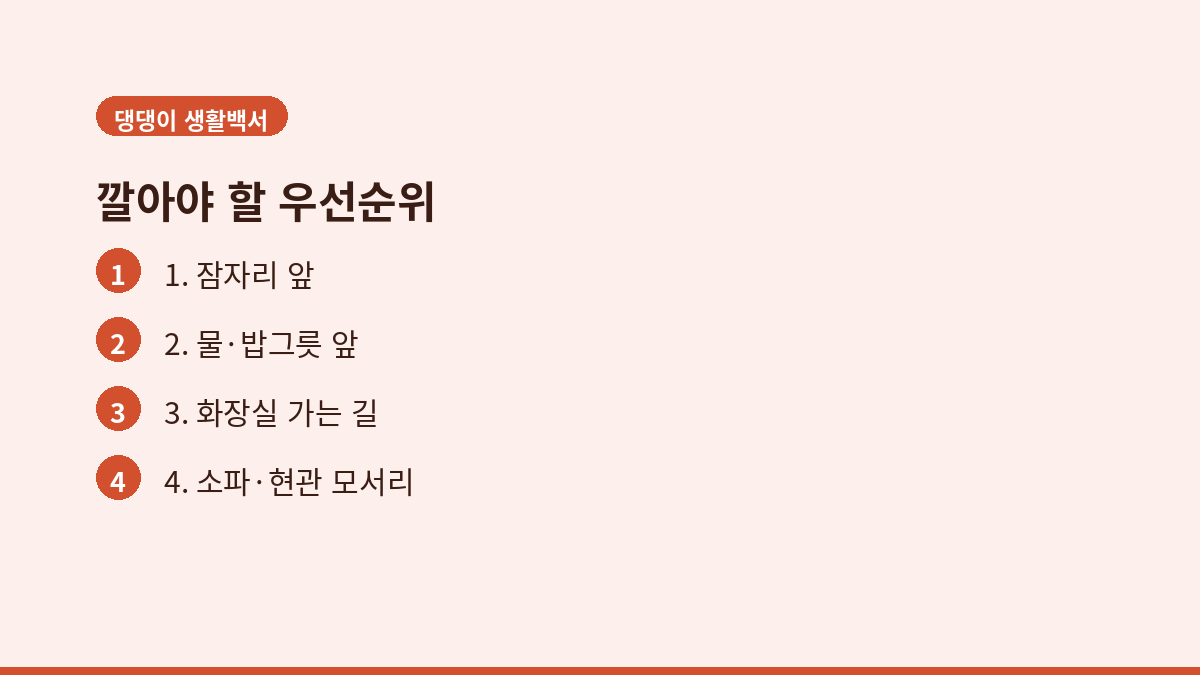 댕댕이 생활백서
깔아야 할 우선순위
1 1. 잠자리 앞
2 2. 물·밥그릇 앞
3 3. 화장실 가는 길
4 4. 소파·현관 모서리